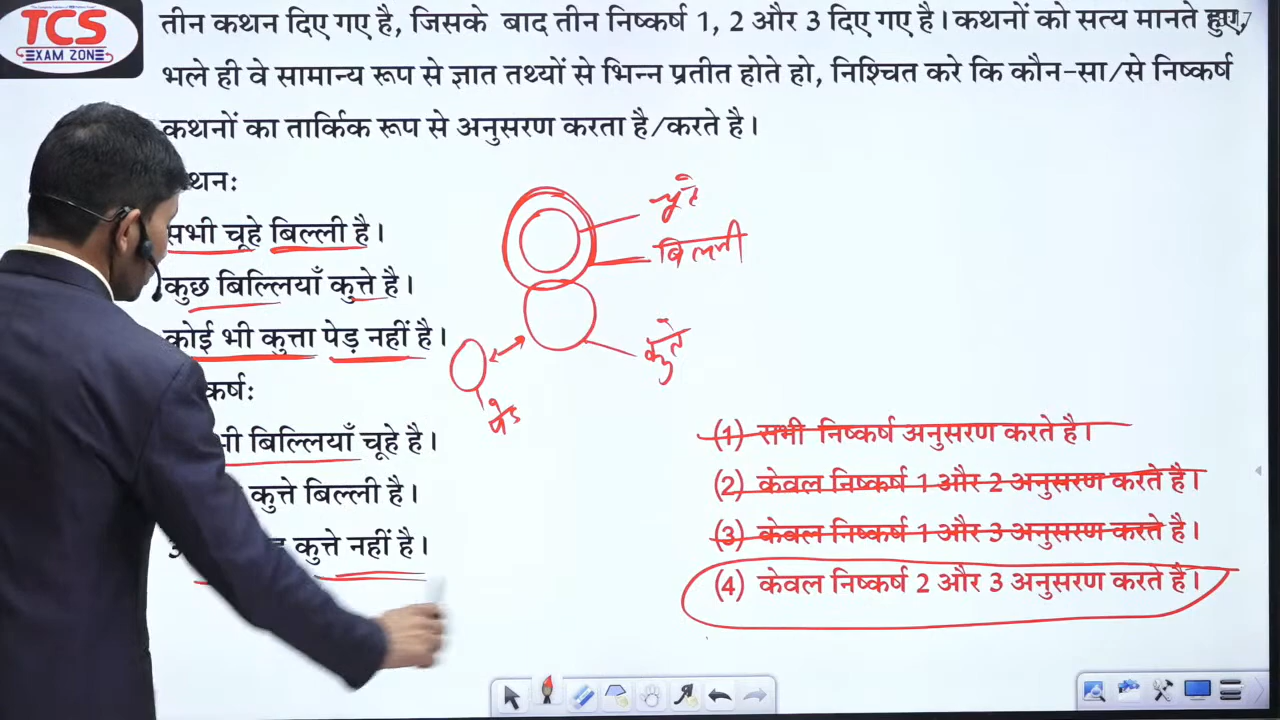 TCS
EXAM ZONE
तीन कथन दिए गए है, जिसके बाद तीन निष्कर्ष 1, 2 और 3 दिए गए है। कथनों को सत्य मानते हुए,
भले ही वे सामान्य रूप से ज्ञात तथ्यों से भिन्न प्रतीत होते हो, निश्चित करे कि कौन-सा/से निष्कर्ष
कथनों का तार्किक रूप से अनुसरण करता है/करते है।
थन:
सभी चूहे बिल्ली है।
कुछ बिल्लियाँ कुत्ते है।
कोई भी कुत्ता पेड़ नहीं है।
कर्ष:
भी बिल्लियाँ चूहे है।
कुत्ते बिल्ली है।
कुत्ते नहीं है।
चूहे
बिल्ली
कुत्ते
पेड़
(1) सभी निष्कर्ष अनुसरण करते है।
(2) केवल निष्कर्ष 1 और 2 अनुसरण करते है।
(3) केवल निष्कर्ष 1 और 3 अनुसरण करते है।
(4) केवल निष्कर्ष 2 और 3 अनुसरण करते है।